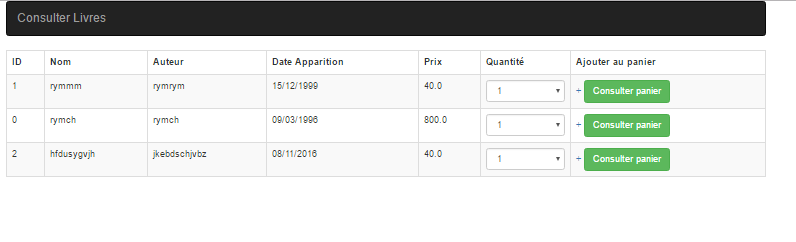 Consulter Livres
ID Nom Auteur Date Apparition Prix Quantité Ajouter au panier
1 rymmm rymrym 15/12/1999 40.0 1 + Consulter panier
0 rymch rymch 09/03/1996 800.0 1 + Consulter panier
2 hfdusygvjh jkebdschjvbz 08/11/2016 40.0 1 + Consulter panier